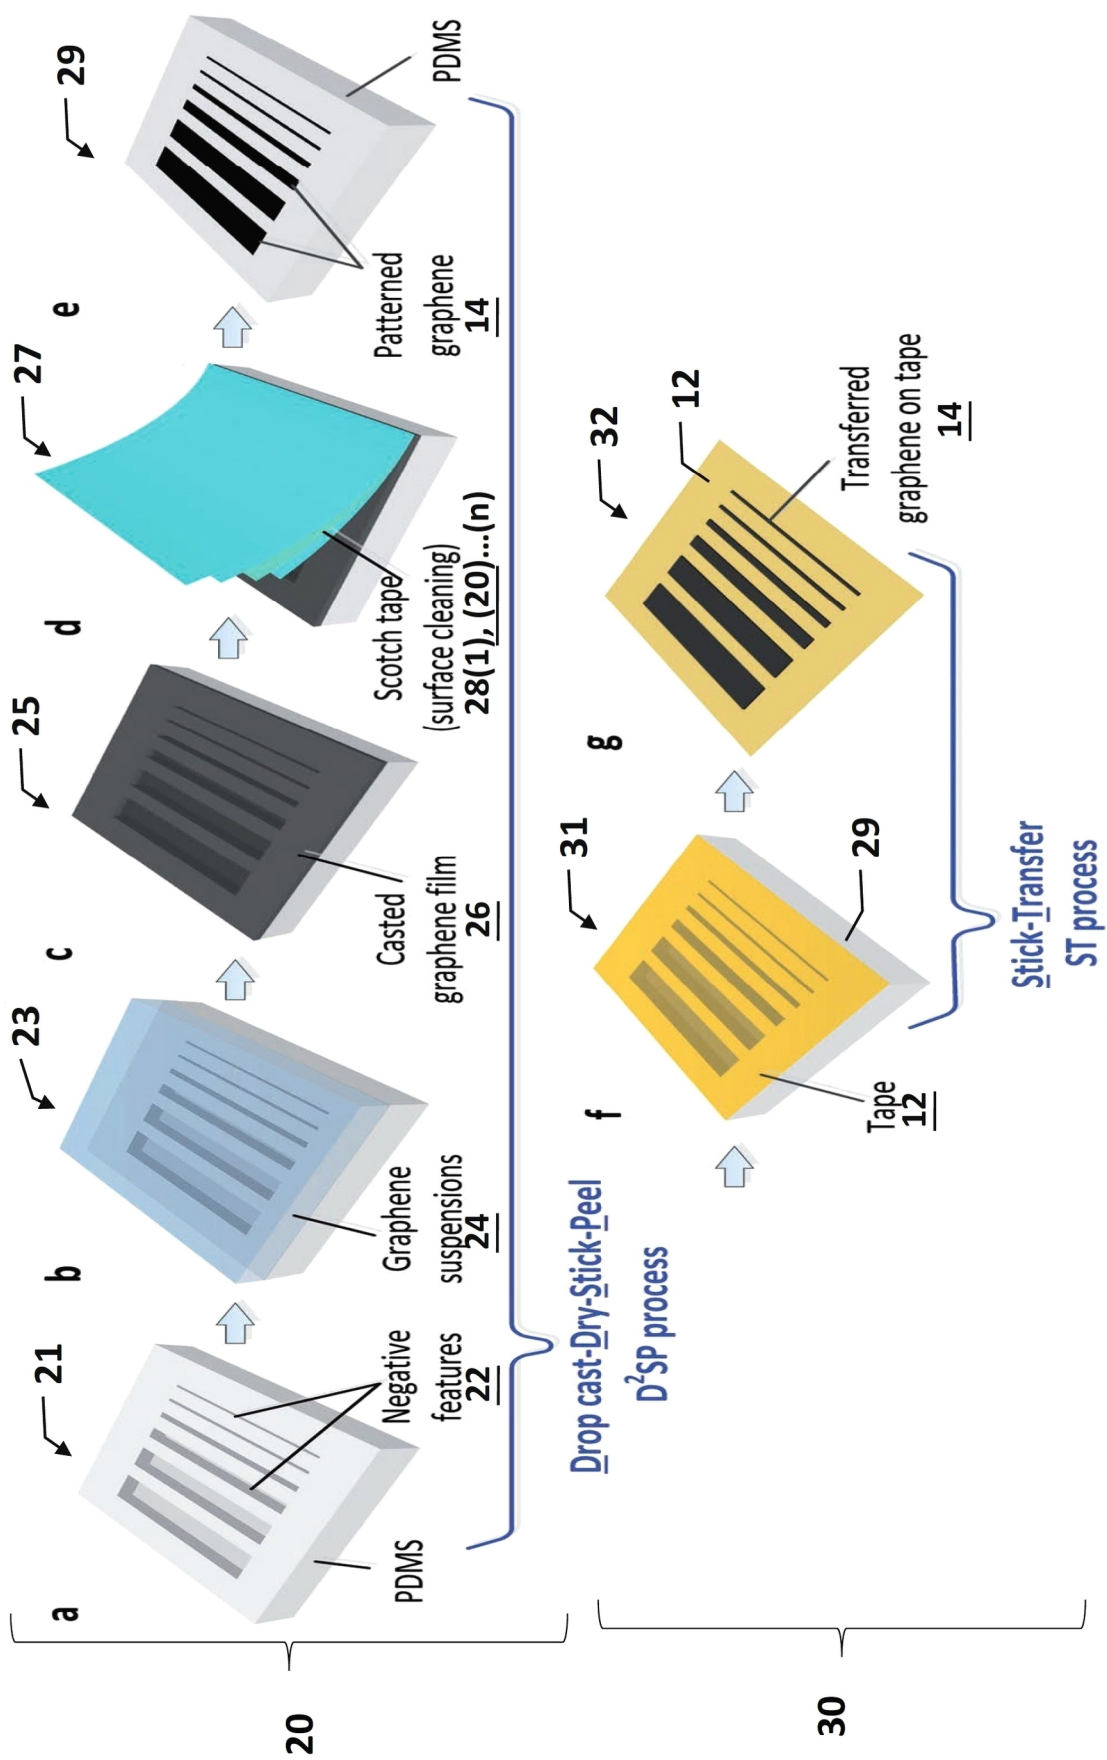 20
a
21
PDMS
Negative
features
22
b
23
Graphene
suspensions
24
c
25
Casted
graphene film
26
d
27
Scotch tape
(surface cleaning)
28(1), (20)...(n)
e
29
PDMS
Patterned
graphene
14
Drop cast-Dry-Stick-Peel
D²SP process
30
f
31
Tape
12
29
g
32
12
Transferred
graphene on tape
14
Stick-Transfer
ST process